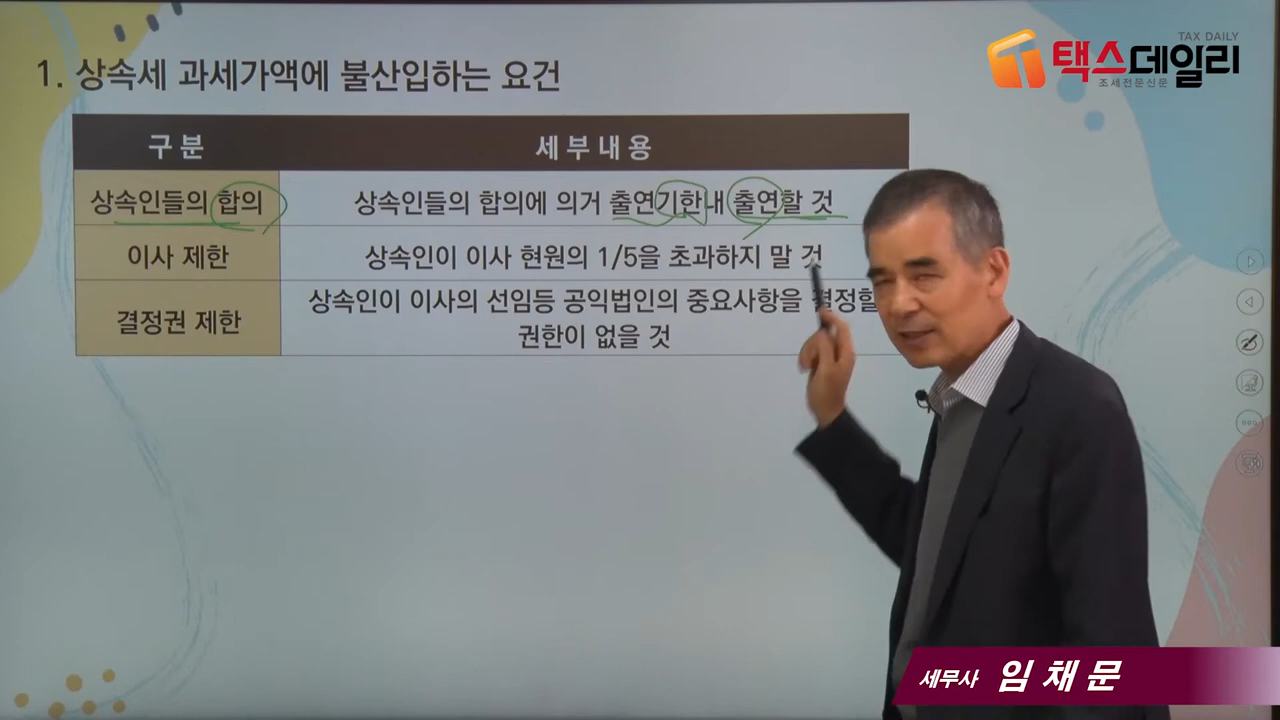 TAX DAILY
택스데일리
조세전문신문
1. 상속세 과세가액에 불산입하는 요건
구 분
세 부 내 용
상속인들의 합의
상속인들의 합의에 의거 출연기한내 출연할 것
이사 제한
상속인이 이사 현원의 1/5을 초과하지 말 것
결정권 제한
상속인이 이사의 선임등 공익법인의 중요사항을 결정할
권한이 없을 것
세무사 임채문